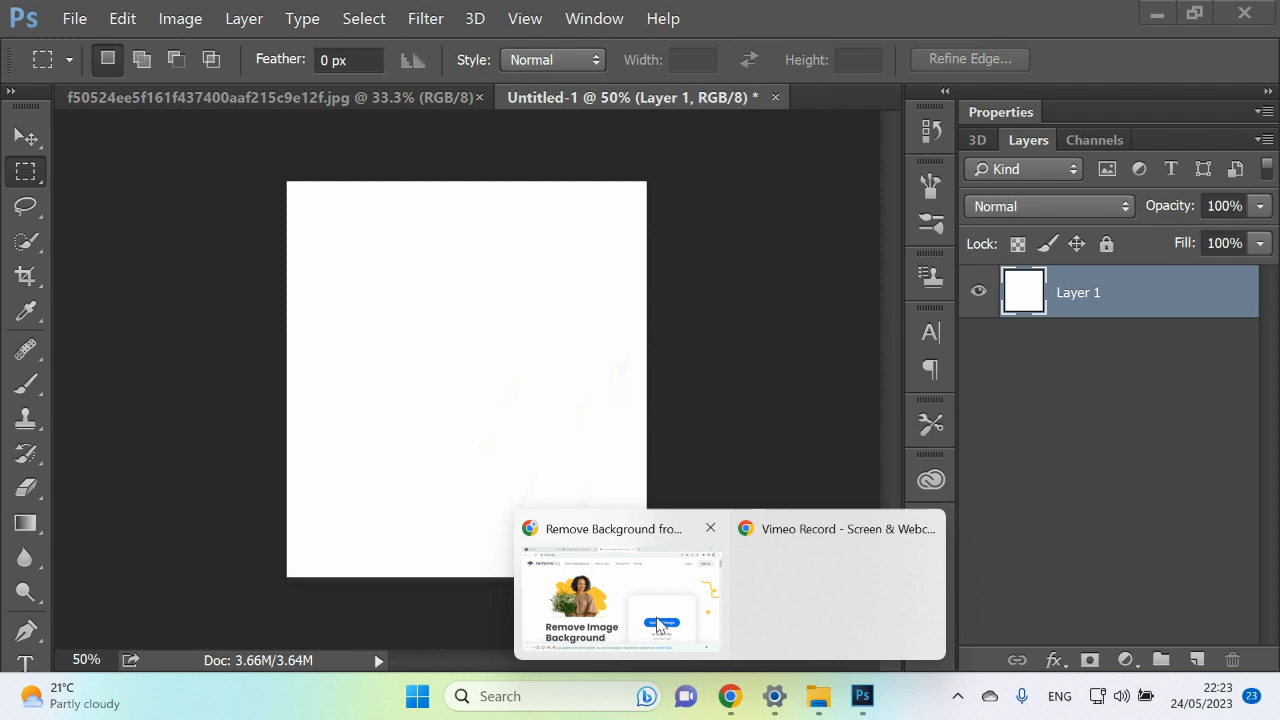 Ps File Edit Image Layer Type Select Filter 3D View Window Help
Feather: 0 px Style: Normal Width: Height: Refine Edge...
f50524ee5f161f437400aaf215c9e12f.jpg @ 33.3% (RGB/8) Untitled-1 @ 50% (Layer 1, RGB/8) *
Properties
3D Layers Channels
Kind
Normal Opacity: 100%
Lock: Fill: 100%
Layer 1
Remove Background fro... Vimeo Record - Screen & Webc...
Remove Image
Background
50% Doc: 3.66M/3.64M
21°C
Partly cloudy
Search
Ps
ENG
22:23
24/05/2023
23